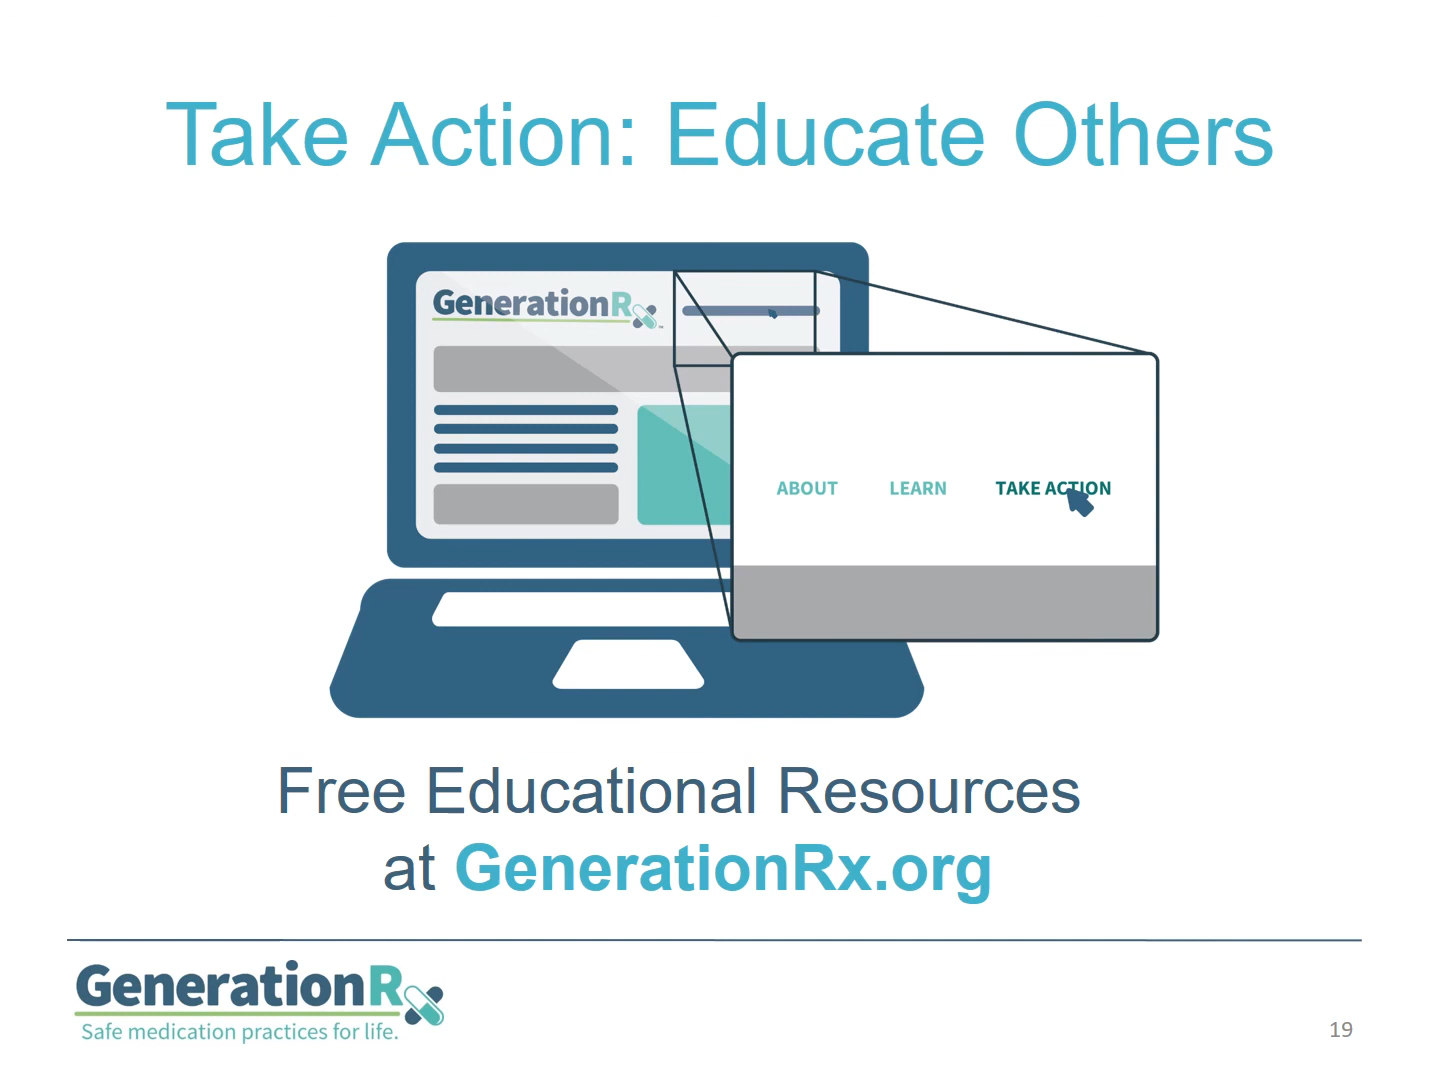 Take Action: Educate Others
GenerationRx™
ABOUT LEARN TAKE ACTION
Free Educational Resources
at GenerationRx.org
GenerationRx
Safe medication practices for life.
19